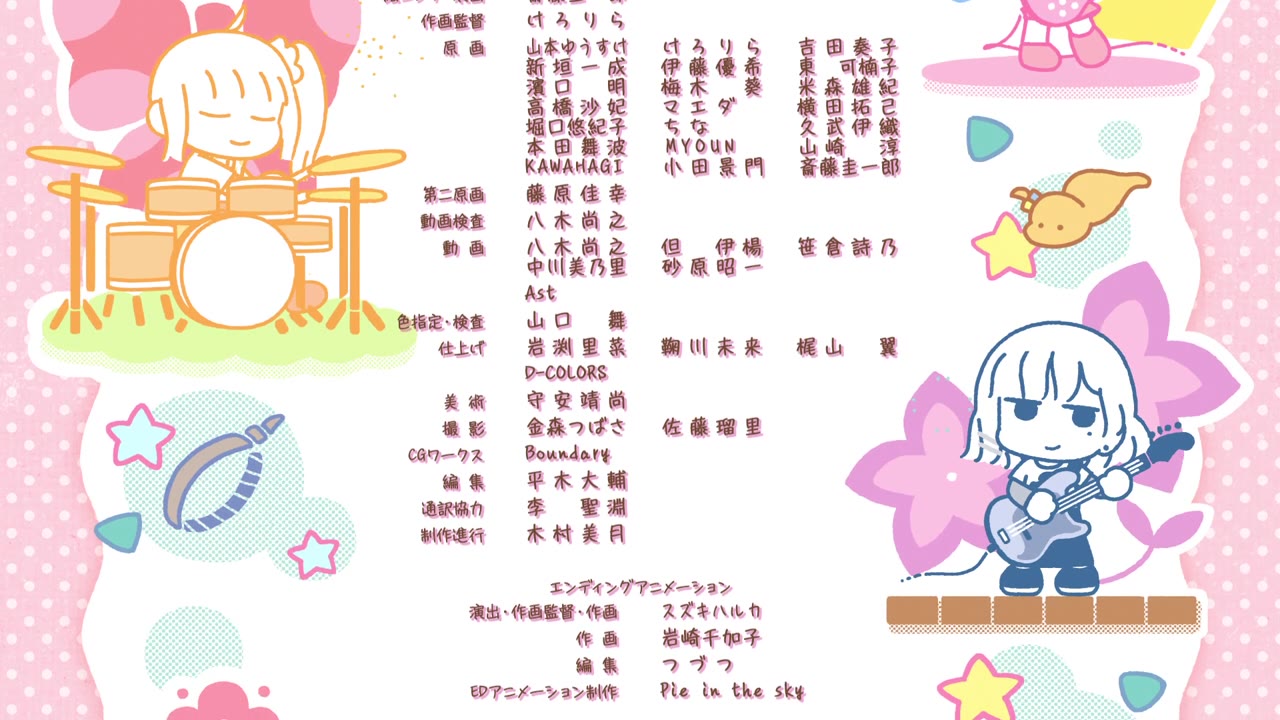 作画監督 けろりら
原画 山本ゆうすけ けろりら 吉田奏子
新垣一成 伊藤優希 東 可楠子
濱口 明 梅木 葵 米森雄紀
高橋沙妃 マエダ 横田拓己
堀口悠紀子 ちな 久武伊織
本田舞波 MYOUN 山崎 淳
KAWAHAGI 小田景門 斎藤圭一郎
第二原画 藤原佳幸
動画検査 八木尚之
動画 八木尚之 但 伊楊 笹倉詩乃
中川美乃里 砂原昭一
Ast
色指定・検査 山口 舞
仕上げ 岩渕里菜 鞠川未来 梶山 翼
D-COLORS
美術 守安靖尚
撮影 金森つばさ 佐藤瑠里
CGワークス Boundary
編集 平木大輔
通訳協力 李 聖淵
制作進行 木村美月
エンディングアニメーション
演出・作画監督・作画 スズキハルカ
作画 岩崎千加子
編集 つづつ
EDアニメーション制作 Pie in the sky